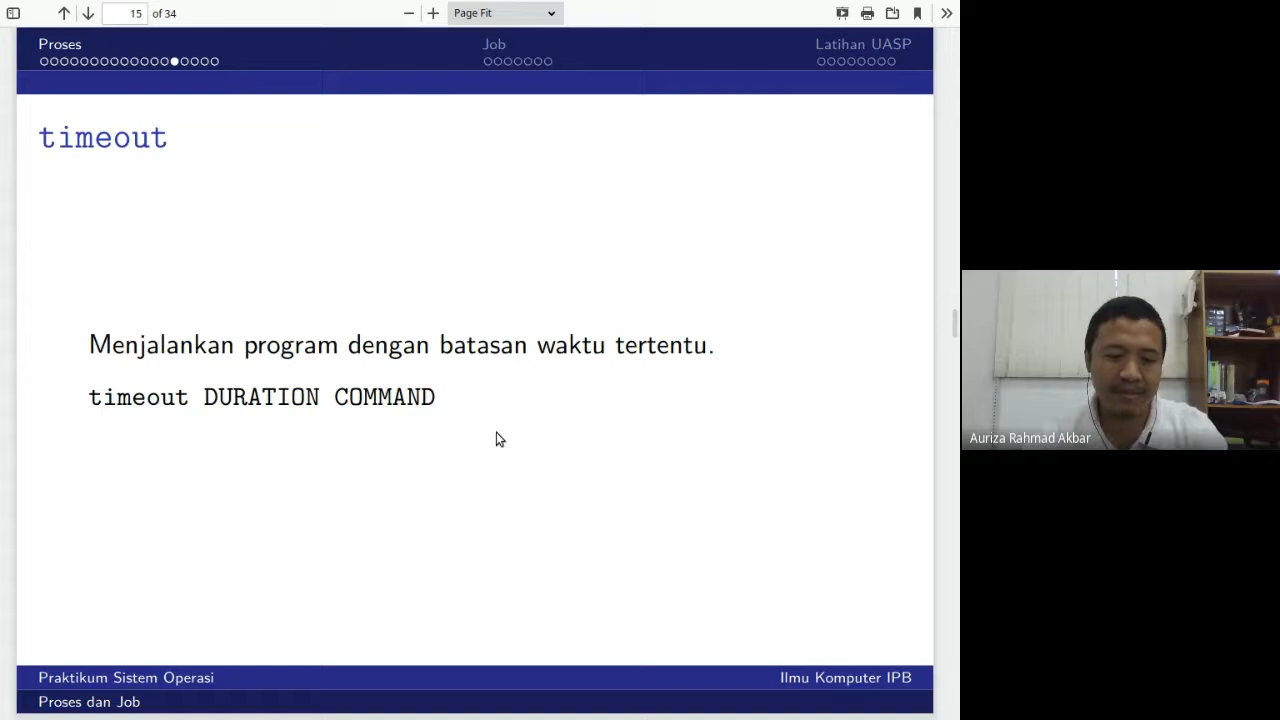 15 of 34
Page Fit
Proses Job Latihan UASP
timeout
Menjalankan program dengan batasan waktu tertentu.
timeout DURATION COMMAND
Auriza Rahmad Akbar
Praktikum Sistem Operasi Ilmu Komputer IPB
Proses dan Job